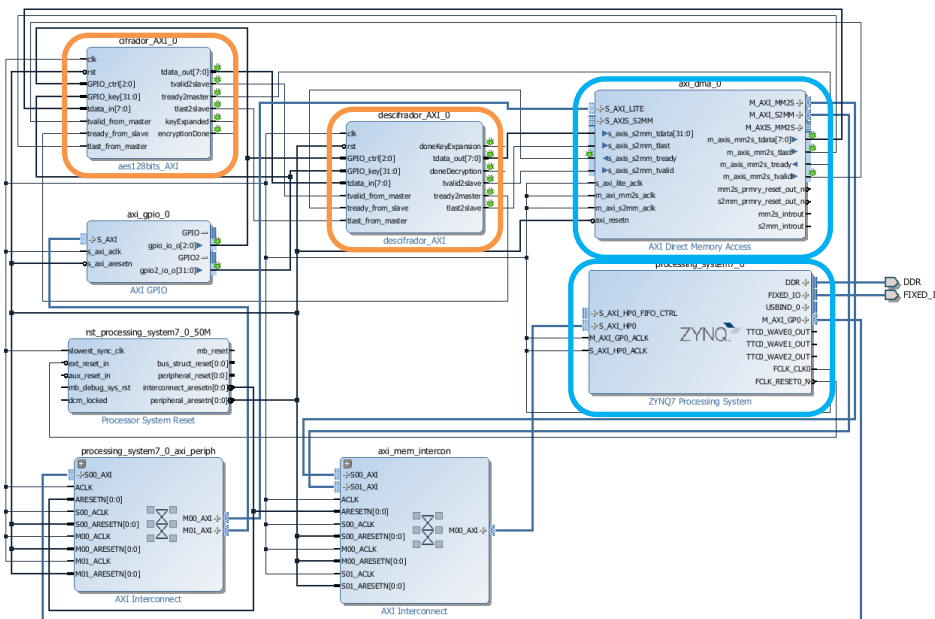 cifrador_AXI_0
clk
rst
GPIO_ctrl[2:0]
GPIO_key[31:0]
tdata_in[7:0]
tvalid_from_master
tready_from_slave
tlast_from_master
tdata_out[7:0]
tvalid2slave
tready2master
tlast2slave
keyExpanded
encryptionDone
aes128bits_AXI
descifrador_AXI_0
clk
rst
GPIO_ctrl[2:0]
GPIO_key[31:0]
tdata_in[7:0]
tvalid_from_master
tready_from_slave
tlast_from_master
doneKeyExpansion
tdata_out[7:0]
doneDecryption
tvalid2slave
tready2master
tlast2slave
descifrador_AXI
axi_dma_0
S_AXI_LITE
S_AXIS_S2MM
s_axis_s2mm_tdata[31:0]
s_axis_s2mm_tlast
s_axis_s2mm_tready
s_axis_s2mm_tvalid
s_axi_lite_aclk
m_axi_mm2s_aclk
m_axi_s2mm_aclk
axi_resetn
M_AXI_MM2S
M_AXI_S2MM
M_AXIS_MM2S
m_axis_mm2s_tdata[7:0]
m_axis_mm2s_tlast
m_axis_mm2s_tready
m_axis_mm2s_tvalid
mm2s_prmry_reset_out_n
s2mm_prmry_reset_out_n
mm2s_introut
s2mm_introut
AXI Direct Memory Access
axi_gpio_0
S_AXI
s_axi_aclk
s_axi_aresetn
GPIO
gpio_io_o[2:0]
GPIO2
gpio2_io_o[31:0]
AXI GPIO
processing_system7_0
S_AXI_HP0_FIFO_CTRL
S_AXI_HP0
M_AXI_GP0_ACLK
S_AXI_HP0_ACLK
ZYNQ
DDR
FIXED_IO
USBIND_0
M_AXI_GP0
TTC0_WAVE0_OUT
TTC0_WAVE1_OUT
TTC0_WAVE2_OUT
FCLK_CLK0
FCLK_RESET0_N
ZYNQ7 Processing System
DDR
FIXED_I
rst_processing_system7_0_50M
slowest_sync_clk
ext_reset_in
aux_reset_in
mb_debug_sys_rst
dcm_locked
mb_reset
bus_struct_reset[0:0]
peripheral_reset[0:0]
interconnect_aresetn[0:0]
peripheral_aresetn[0:0]
Processor System Reset
processing_system7_0_axi_periph
S00_AXI
ACLK
ARESETN[0:0]
S00_ACLK
S00_ARESETN[0:0]
M00_ACLK
M00_ARESETN[0:0]
M01_ACLK
M01_ARESETN[0:0]
M00_AXI
M01_AXI
AXI Interconnect
axi_mem_intercon
S00_AXI
S01_AXI
ACLK
ARESETN[0:0]
S00_ACLK
S00_ARESETN[0:0]
M00_ACLK
M00_ARESETN[0:0]
S01_ACLK
S01_ARESETN[0:0]
M00_AXI
AXI Interconnect